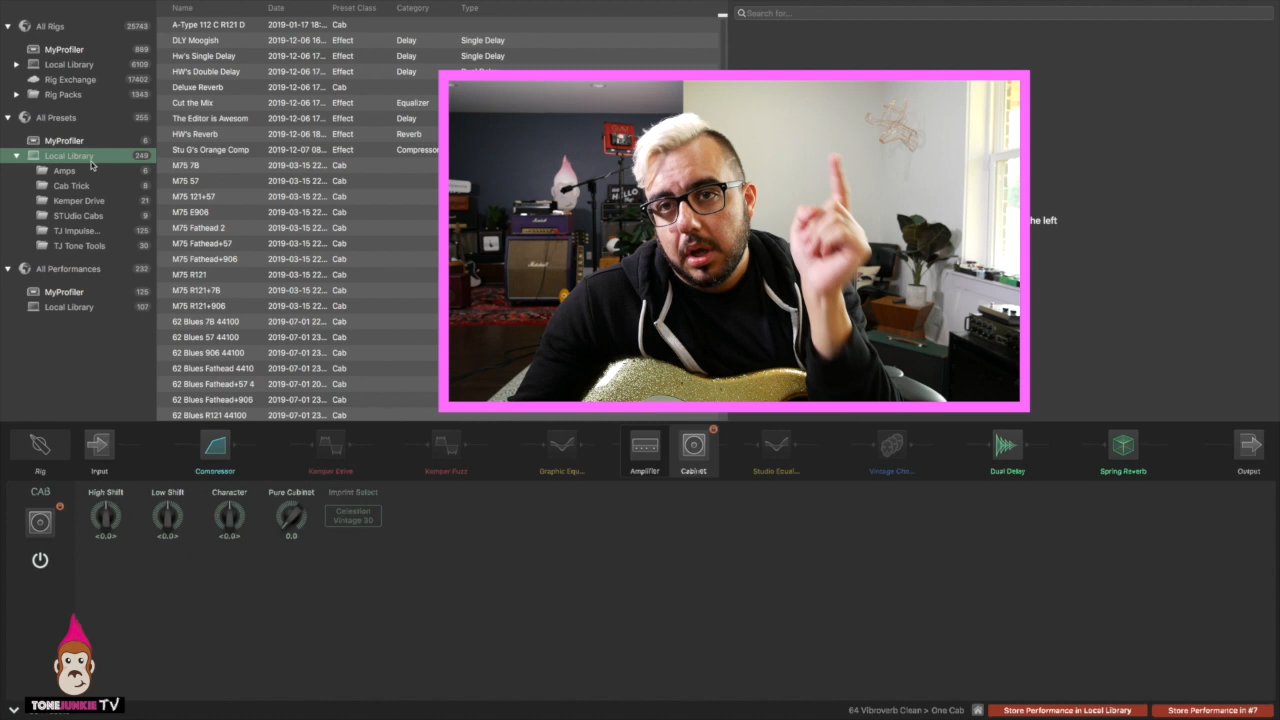 All Rigs 25743
MyProfiler 889
Local Library 6109
Rig Exchange 17402
Rig Packs 1343
All Presets 255
MyProfiler 6
Local Library 249
Amps 6
Cab Trick 8
Kemper Drive 21
STUdio Cabs 9
TJ Impulse... 125
TJ Tone Tools 30
All Performances 232
MyProfiler 125
Local Library 107
Name Date Preset Class Category Type
A-Type 112 C R121 D 2019-01-17 18:... Cab
DLY Moogish 2019-12-06 16... Effect Delay Single Delay
Hw's Single Delay 2019-12-06 17... Effect Delay Single Delay
HW's Double Delay 2019-12-06 17... Effect Delay
Deluxe Reverb 2019-12-06 17... Cab
Cut the Mix 2019-12-06 17... Effect Equalizer
The Editor is Awesom 2019-12-06 17... Effect Delay
HW's Reverb 2019-12-06 18... Effect Reverb
Stu G's Orange Comp 2019-12-07 08... Effect Compressor
M75 7B 2019-03-15 22... Cab
M75 57 2019-03-15 22... Cab
M75 121+57 2019-03-15 22... Cab
M75 E906 2019-03-15 22... Cab
M75 Fathead 2 2019-03-15 22... Cab
M75 Fathead+57 2019-03-15 22... Cab
M75 Fathead+906 2019-03-15 22... Cab
M75 R121 2019-03-15 22... Cab
M75 R121+7B 2019-03-15 22... Cab
M75 R121+906 2019-03-15 22... Cab
62 Blues 7B 44100 2019-07-01 22... Cab
62 Blues 57 44100 2019-07-01 23... Cab
62 Blues 906 44100 2019-07-01 23... Cab
62 Blues Fathead 4410 2019-07-01 23... Cab
62 Blues Fathead+57 4 2019-07-01 20... Cab
62 Blues Fathead+906 2019-07-01 23... Cab
62 Blues R121 44100 2019-07-01 23... Cab
Search for...
he left
HELLO
Marshall
Rig Input Compressor Kemper Drive Kemper Fuzz Graphic Equ... Amplifier Cabinet Studio Equal... Vintage Cho... Dual Delay Spring Reverb Output
CAB High Shift Low Shift Character Pure Cabinet Imprint Select
Celestion
Vintage 30
<0.0> <0.0> <0.0> 0.0
TONEJUNKIE TV
64 Vibroverb Clean > One Cab Store Performance in Local Library Store Performance in #7